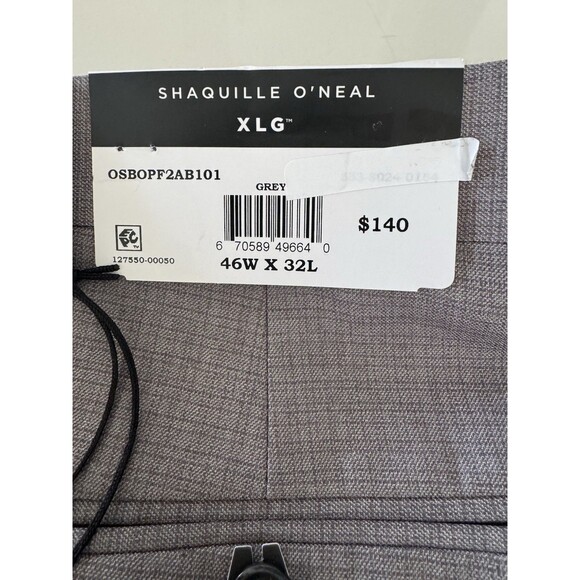 SHAQUILLE O'NEAL
XLG™
OSBOPF2AB101
GREY
6 70589 49664 0
$140
127550-00050
46W X 32L